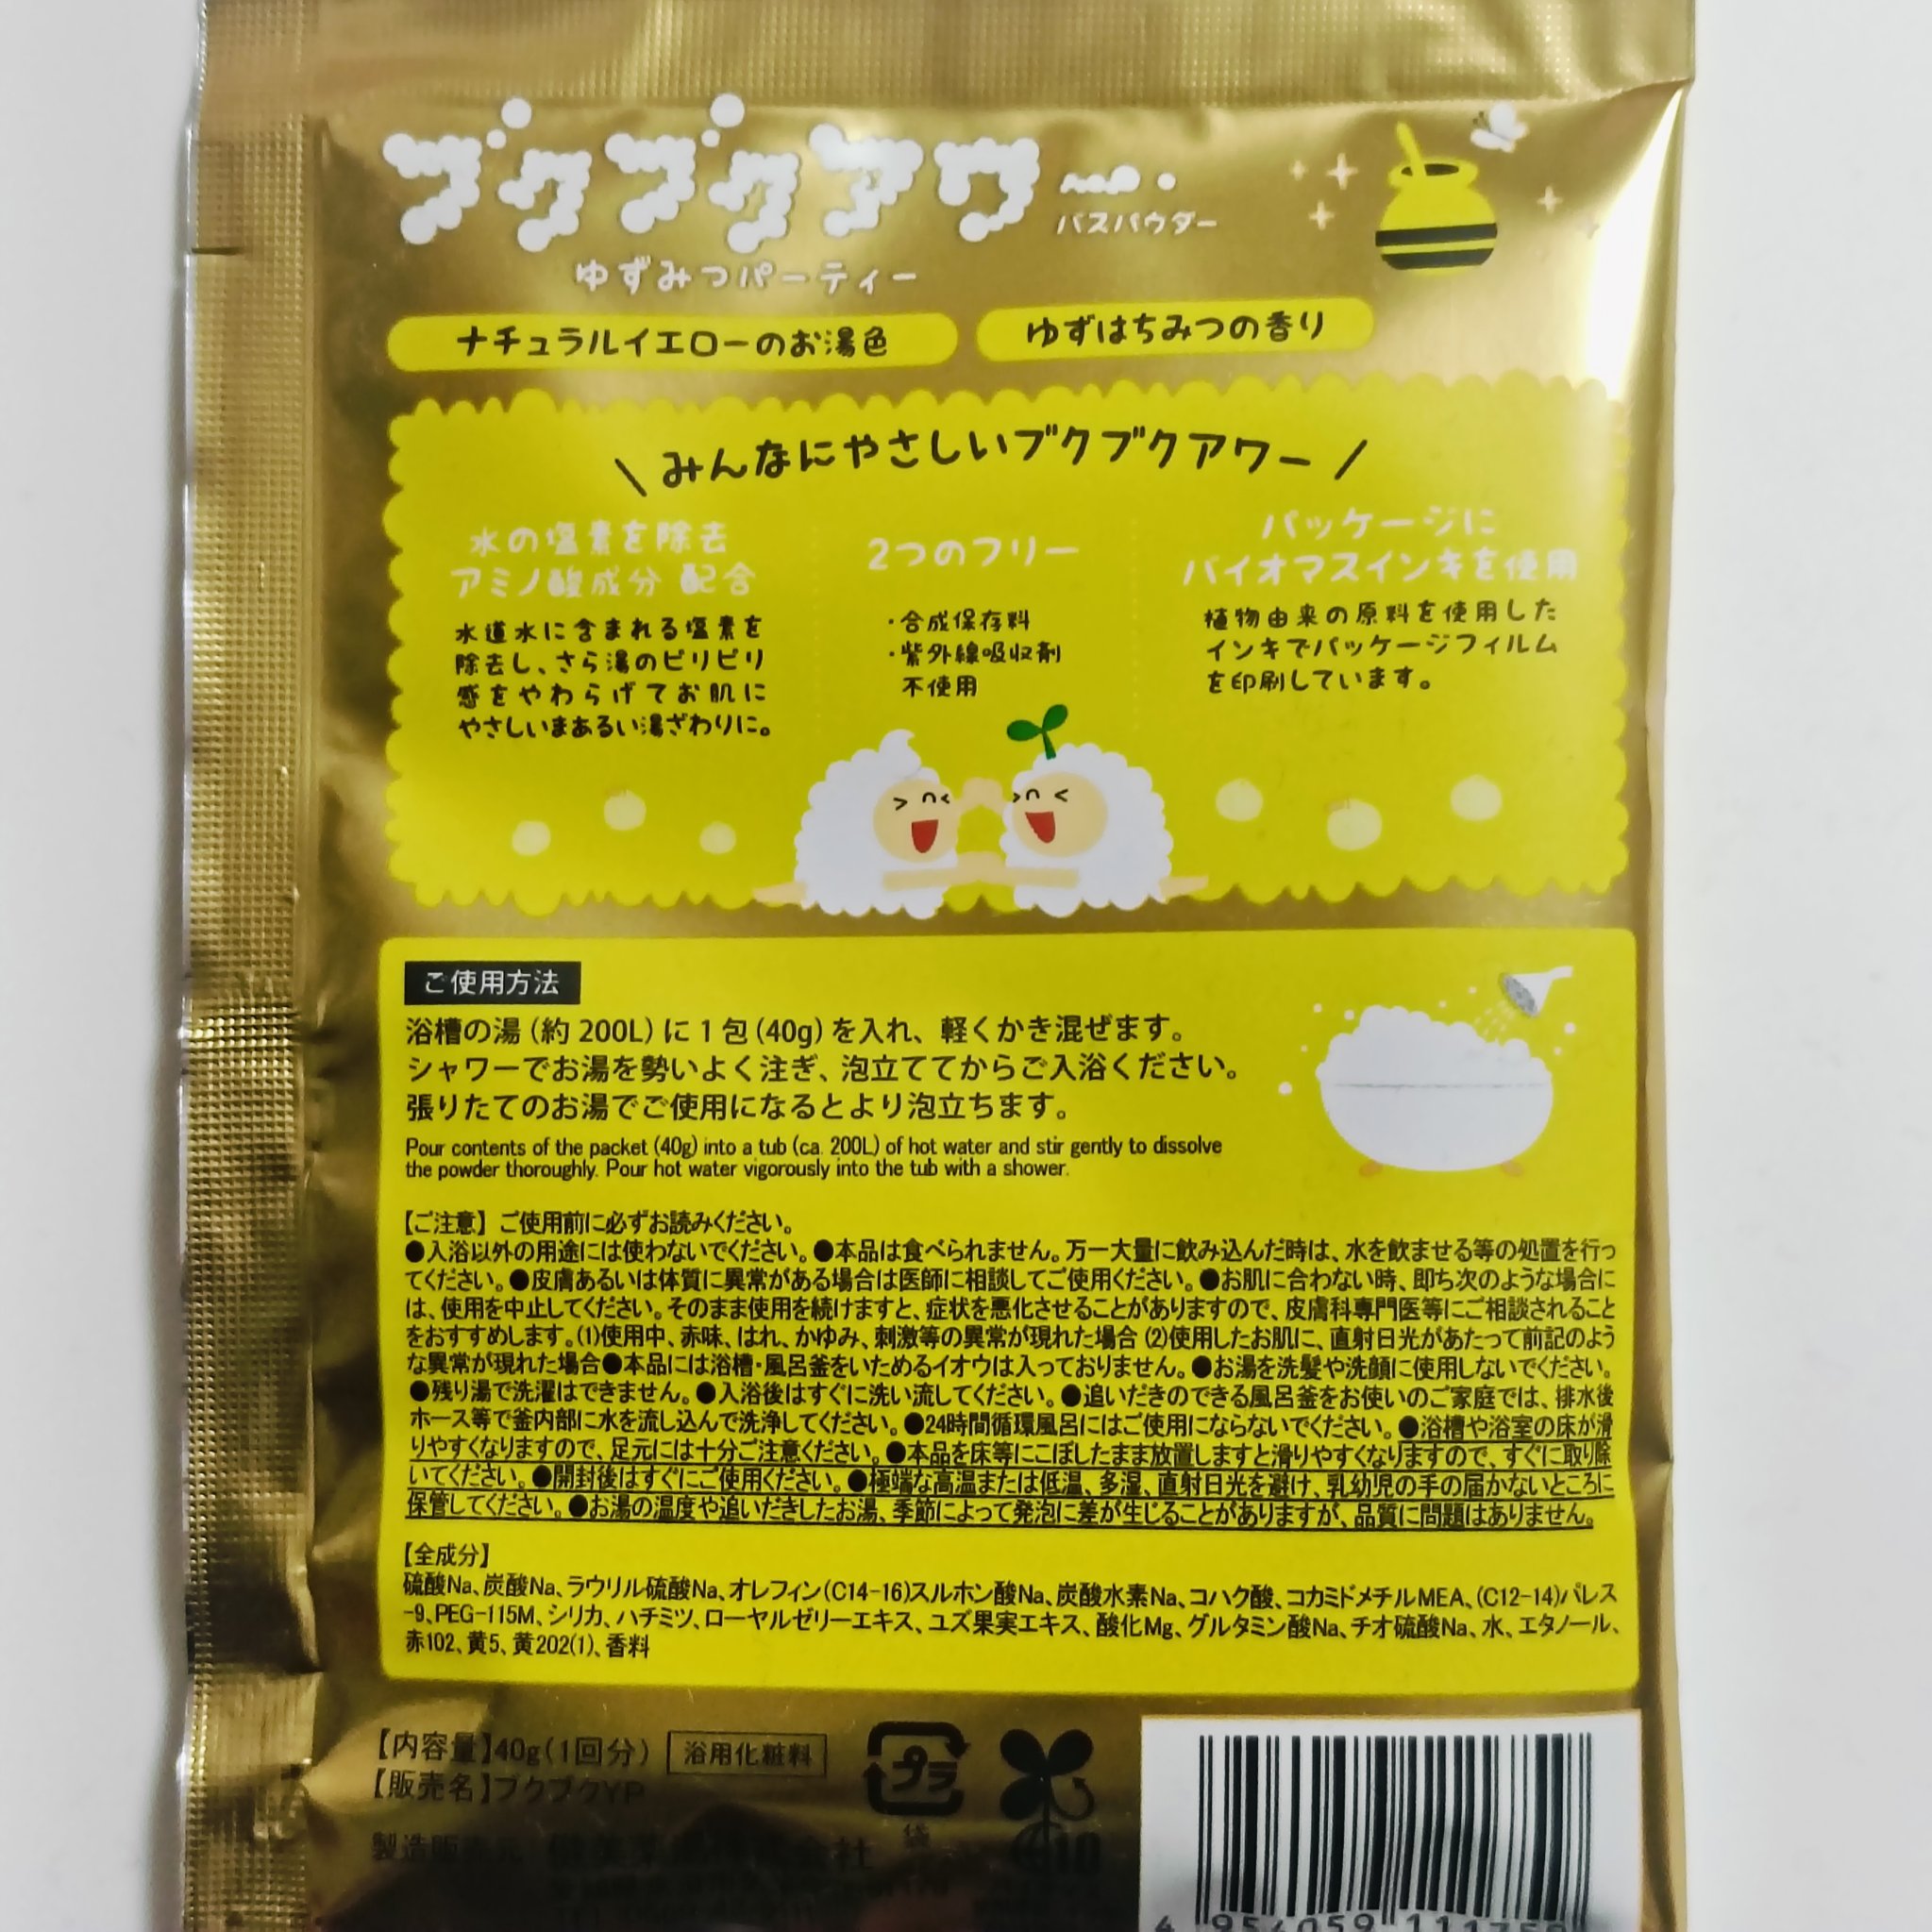 ブクブクアワー
バスパウダー
ゆずみつパーティー
ナチュラルイエローのお湯色
ゆずはちみつの香り
\ みんなにやさしいブクブクアワー /
水の塩素を除去
アミノ酸成分 配合
水道水に含まれる塩素を
除去し、さら湯のピリピリ
感をやわらげてお肌に
やさしいまあるい湯ざわりに。
2つのフリー
・合成保存料
・紫外線吸収剤
不使用
パッケージに
バイオマスインキを使用
植物由来の原料を使用した
インキでパッケージフィルム
を印刷しています。
ご使用方法
浴槽の湯(約 200L)に 1 包(40g)を入れ、軽くかき混ぜます。
シャワーでお湯を勢いよく注ぎ、泡立ててからご入浴ください。
張りたてのお湯でご使用になるとより泡立ちます。
Pour contents of the packet (40g) into a tub (ca. 200L) of hot water and stir gently to dissolve
the powder thoroughly. Pour hot water vigorously into the tub with a shower.
【ご注意】ご使用前に必ずお読みください。
●入浴以外の用途には使わないでください。●本品は食べられません。万一大量に飲み込んだ時は、水を飲ませる等の処置を行っ
てください。●皮膚あるいは体質に異常がある場合は医師に相談してご使用ください。●お肌に合わない時、即ち次のような場合に
は、使用を中止してください。そのまま使用を続けますと、症状を悪化させることがありますので、皮膚科専門医等にご相談されること
をおすすめします。(1)使用中、赤味、はれ、かゆみ、刺激等の異常が現れた場合 (2)使用したお肌に、直射日光があたって前記のよう
な異常が現れた場合●本品には浴槽・風呂釜をいためるイオウは入っておりません。●お湯を洗髪や洗顔に使用しないでください。
●残り湯で洗濯はできません。●入浴後はすぐに洗い流してください。●追いだきのできる風呂釜をお使いのご家庭では、排水後
ホース等で釜内部に水を流し込んで洗浄してください。●24時間循環風呂にはご使用にならないでください。●浴槽や浴室の床が滑
りやすくなりますので、足元には十分ご注意ください。●本品を床等にこぼしたまま放置しますと滑りやすくなりますので、すぐに取り除
いてください。●開封後はすぐにご使用ください。●極端な高温または低温、多湿、直射日光を避け、乳幼児の手の届かないところに
保管してください。●お湯の温度や追いだきしたお湯、季節によって発泡に差が生じることがありますが、品質に問題はありません。
【全成分】
硫酸Na、炭酸Na、ラウリル硫酸Na、オレフィン(C14-16)スルホン酸Na、炭酸水素Na、コハク酸、コカミドメチルMEA、(C12-14)パレス
-9、PEG-115M、シリカ、ハチミツ、ローヤルゼリーエキス、ユズ果実エキス、酸化Mg、グルタミン酸Na、チオ硫酸Na、水、エタノール、
赤102、黄5、黄202(1)、香料
【内容量】40g(1回分)
浴用化粧料
【販売名】ブクブクYP
プラ
袋
製造販売元